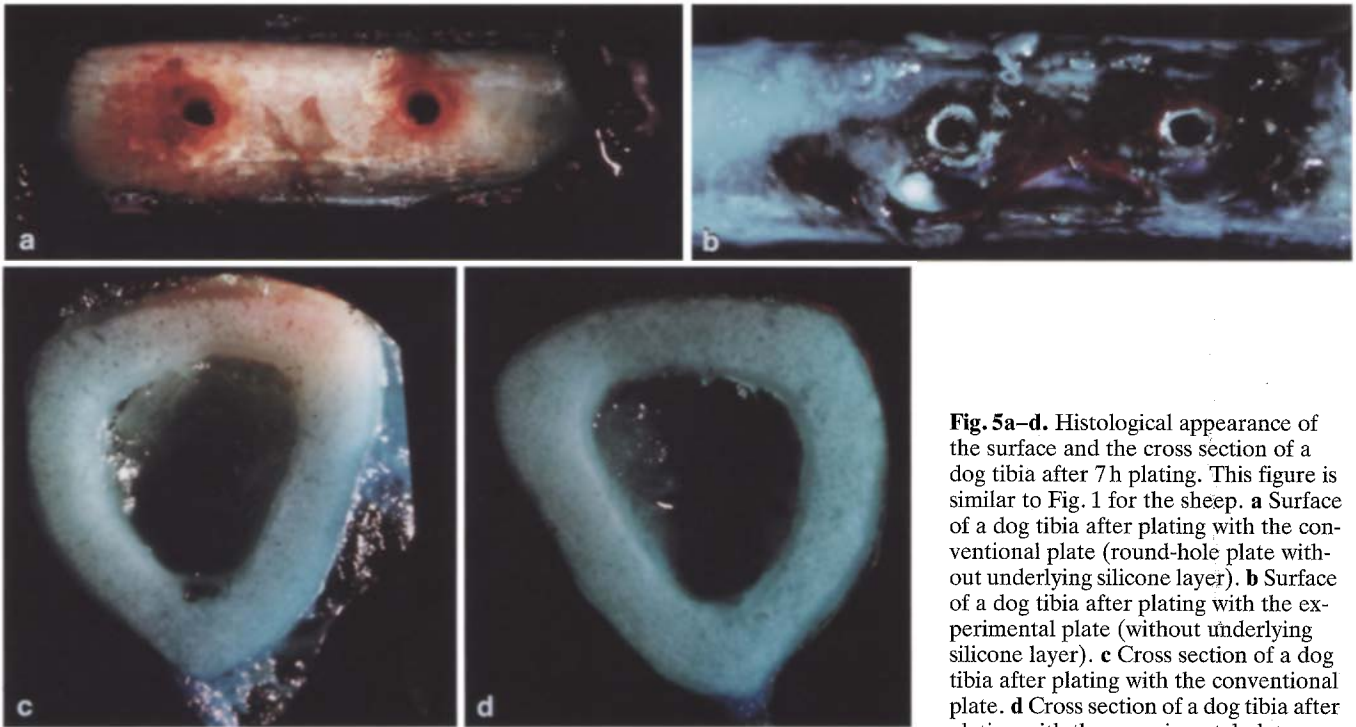 a
b
c
d
Fig. 5a–d. Histological appearance of
the surface and the cross section of a
dog tibia after 7 h plating. This figure is
similar to Fig. 1 for the sheep. a Surface
of a dog tibia after plating with the con-
ventional plate (round-hole plate with-
out underlying silicone layer). b Surface
of a dog tibia after plating with the ex-
perimental plate (without underlying
silicone layer). c Cross section of a dog
tibia after plating with the conventional
plate. d Cross section of a dog tibia after